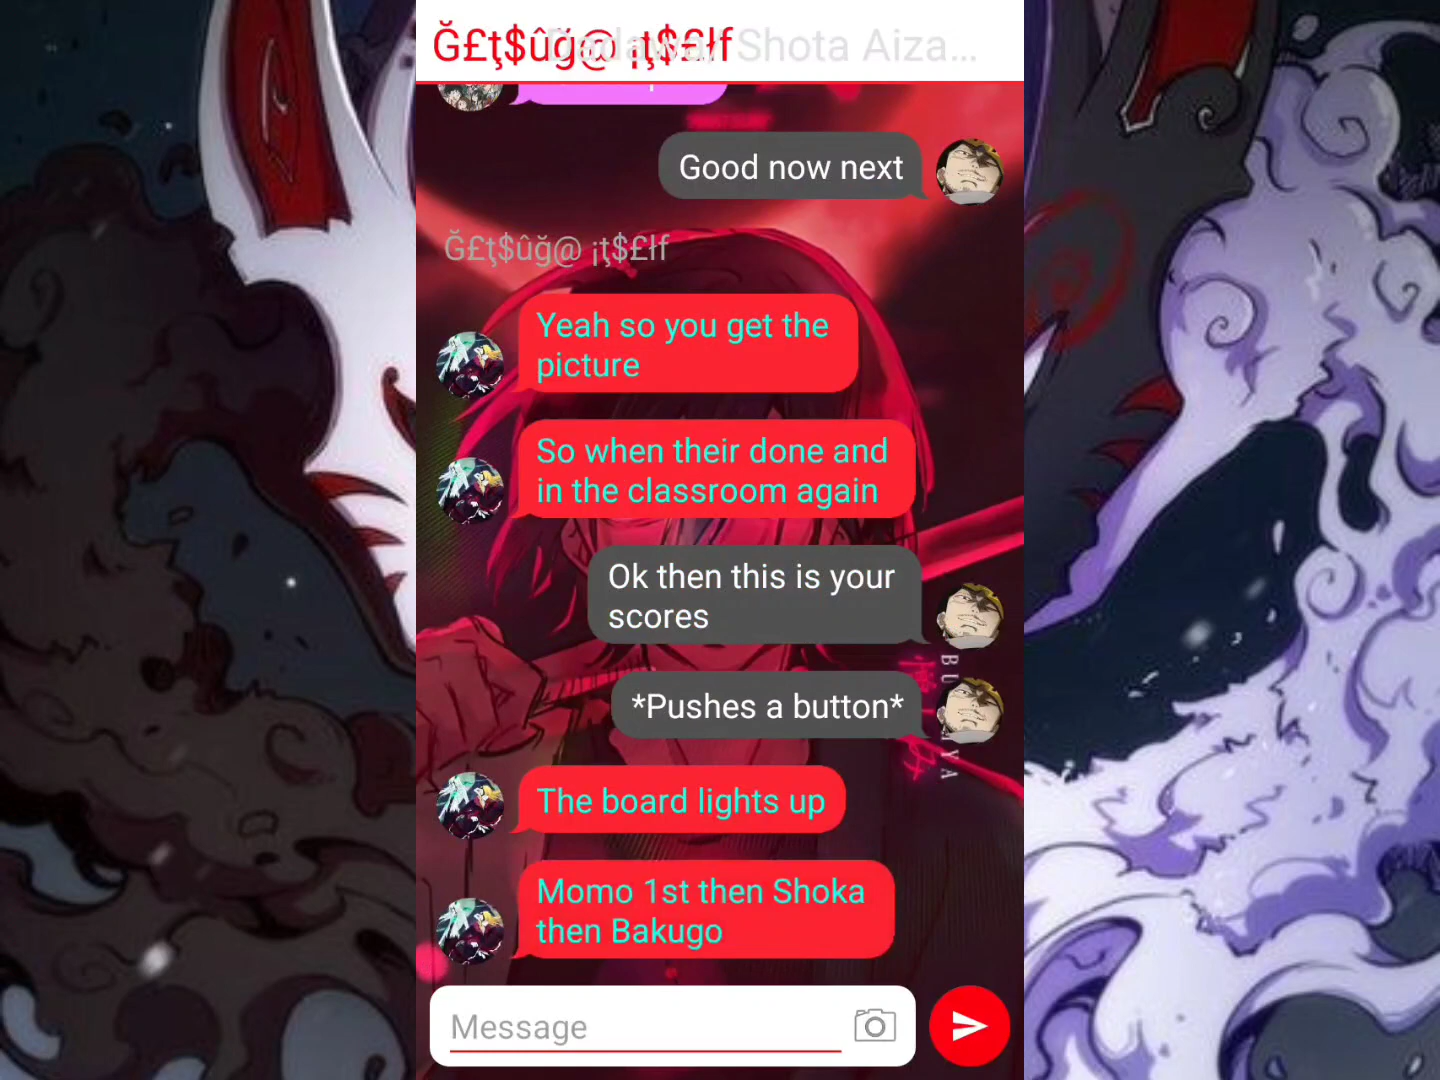 Ğ£ţ$ûğ@ ¡ţ$£łf
Shota Aiza...
Good now next
Ğ£ţ$ûğ@ ¡ţ$£łf
Yeah so you get the
picture
So when their done and
in the classroom again
Ok then this is your
scores
*Pushes a button*
The board lights up
Momo 1st then Shoka
then Bakugo
Message